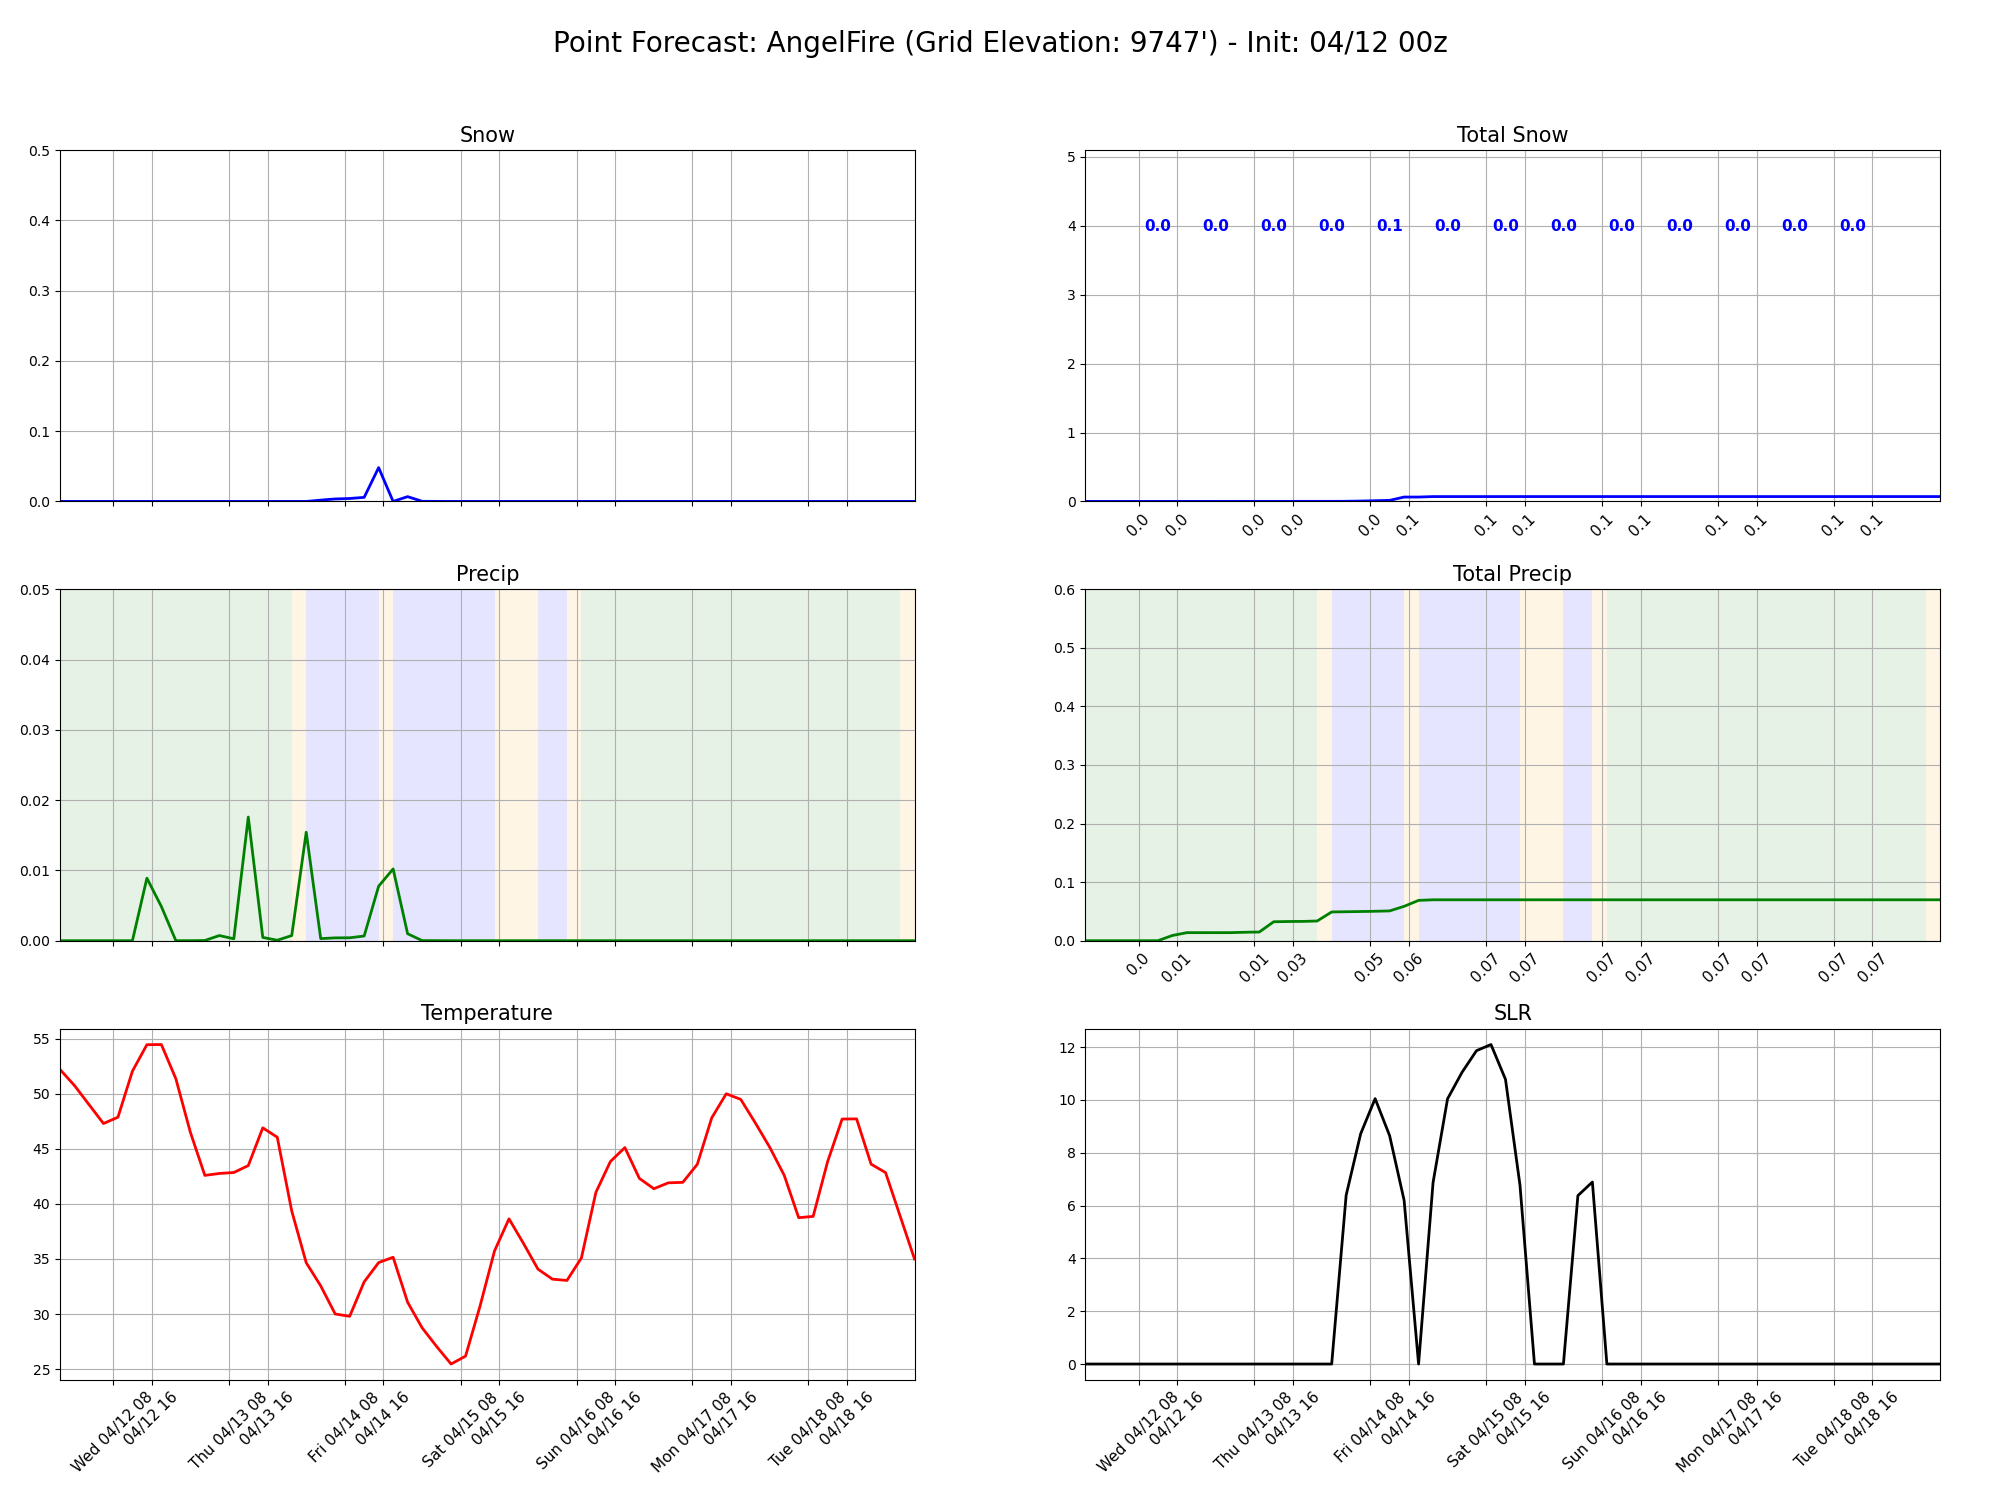 Point Forecast: AngelFire (Grid Elevation: 9747') - Init: 04/12 00z
Snow
0.5
0.4
0.3
0.2
0.1
0.0
Total Snow
5
4
3
2
1
0
0.0 0.0 0.0 0.0 0.1 0.0 0.0 0.0 0.0 0.0 0.0 0.0 0.0
0.0 0.0 0.0 0.0 0.0 0.1 0.1 0.1 0.1 0.1 0.1 0.1 0.1 0.1
Precip
0.05
0.04
0.03
0.02
0.01
0.00
Total Precip
0.6
0.5
0.4
0.3
0.2
0.1
0.0
0.0 0.01 0.01 0.03 0.05 0.06 0.07 0.07 0.07 0.07 0.07 0.07 0.07 0.07
Temperature
55
50
45
40
35
30
25
Wed 04/12 08
04/12 16
Thu 04/13 08
04/13 16
Fri 04/14 08
04/14 16
Sat 04/15 08
04/15 16
Sun 04/16 08
04/16 16
Mon 04/17 08
04/17 16
Tue 04/18 08
04/18 16
SLR
12
10
8
6
4
2
0
Wed 04/12 08
04/12 16
Thu 04/13 08
04/13 16
Fri 04/14 08
04/14 16
Sat 04/15 08
04/15 16
Sun 04/16 08
04/16 16
Mon 04/17 08
04/17 16
Tue 04/18 08
04/18 16